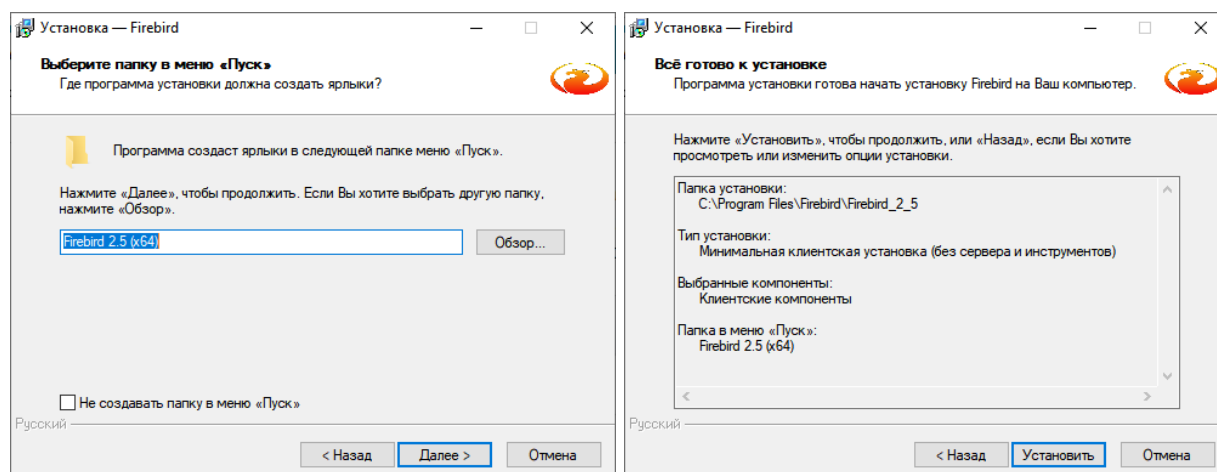 Установка — Firebird
Выберите папку в меню «Пуск»
Где программа установки должна создать ярлыки?
Программа создаст ярлыки в следующей папке меню «Пуск».
Нажмите «Далее», чтобы продолжить. Если Вы хотите выбрать другую папку,
нажмите «Обзор».
Firebird 2.5 (x64)
Обзор...
Не создавать папку в меню «Пуск»
Русский
< Назад
Далее >
Отмена
Установка — Firebird
Всё готово к установке
Программа установки готова начать установку Firebird на Ваш компьютер.
Нажмите «Установить», чтобы продолжить, или «Назад», если Вы хотите
просмотреть или изменить опции установки.
Папка установки:
C:\Program Files\Firebird\Firebird_2_5
Тип установки:
Минимальная клиентская установка (без сервера и инструментов)
Выбранные компоненты:
Клиентские компоненты
Папка в меню «Пуск»:
Firebird 2.5 (x64)
Русский
< Назад
Установить
Отмена